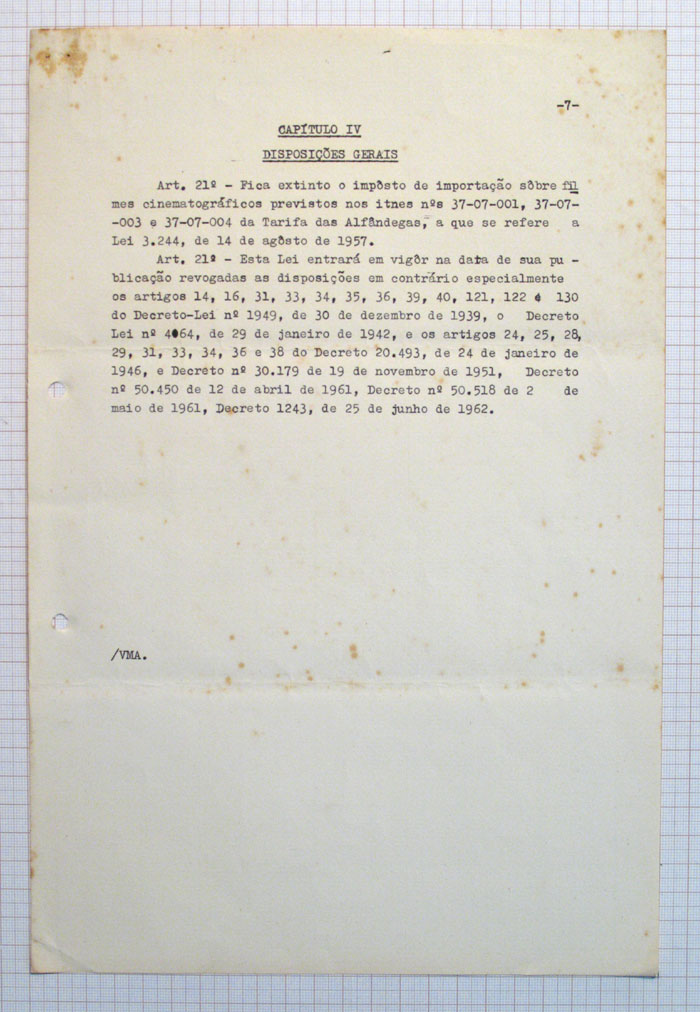 -7-
CAPÍTULO IV
DISPOSIÇÕES GERAIS
Art. 21º - Fica extinto o impôsto de importação sôbre fil
mes cinematográficos previstos nos itnes nºs 37-07-001, 37-07-
-003 e 37-07-004 da Tarifa das Alfândegas, a que se refere a
Lei 3.244, de 14 de agôsto de 1957.
Art. 21º - Esta Lei entrará em vigôr na data de sua pu -
blicação revogadas as disposições em contrário especialmente
os artigos 14, 16, 31, 33, 34, 35, 36, 39, 40, 121, 122 e 130
do Decreto-Lei nº 1949, de 30 de dezembro de 1939, o Decreto
Lei nº 4064, de 29 de janeiro de 1942, e os artigos 24, 25, 28,
29, 31, 33, 34, 36 e 38 do Decreto 20.493, de 24 de janeiro de
1946, e Decreto nº 30.179 de 19 de novembro de 1951, Decreto
nº 50.450 de 12 de abril de 1961, Decreto nº 50.518 de 2 de
maio de 1961, Decreto 1243, de 25 de junho de 1962.
/VMA.